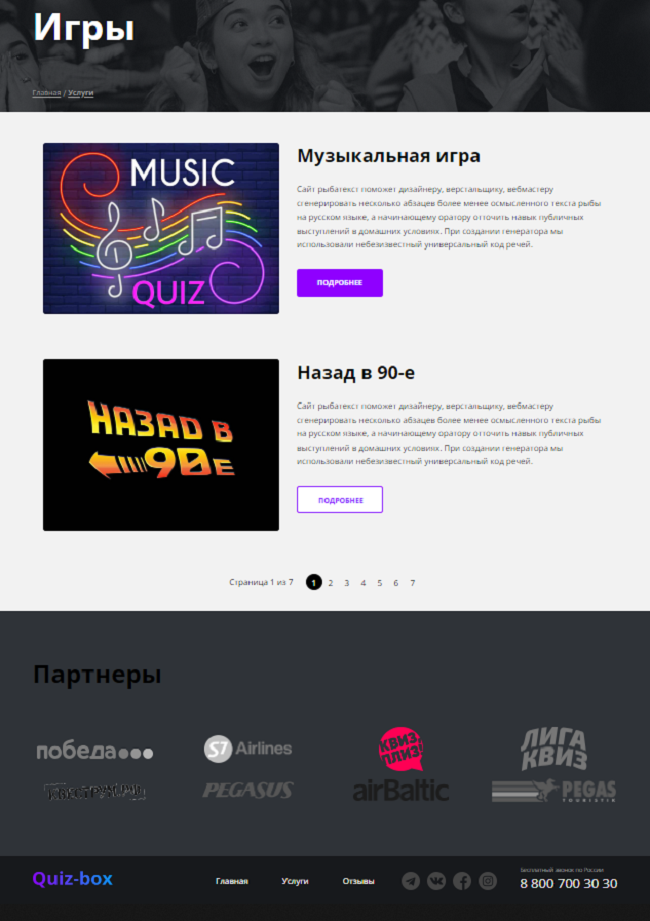 Игры
Главная / Услуги
MUSIC
QUIZ
Музыкальная игра
Сайт рыбатекст поможет дизайнеру, верстальщику, вебмастеру
сгенерировать несколько абзацев более менее осмысленного текста рыбы
на русском языке, а начинающему оратору отточить навык публичных
выступлений в домашних условиях. При создании генератора мы
использовали небезизвестный универсальный код речей.
ПОДРОБНЕЕ
НАЗАД В
90Е
Назад в 90-е
Сайт рыбатекст поможет дизайнеру, верстальщику, вебмастеру
сгенерировать несколько абзацев более менее осмысленного текста рыбы
на русском языке, а начинающему оратору отточить навык публичных
выступлений в домашних условиях. При создании генератора мы
использовали небезизвестный универсальный код речей.
ПОДРОБНЕЕ
Страница 1 из 7 1 2 3 4 5 6 7
Партнеры
победа
S7 Airlines
КВИЗ,
ПЛИЗ!
ЛИГА
КВИЗ
PEGASUS
airBaltic
PEGAS
TOURISTIK
Quiz-box
Главная Услуги Отзывы
Бесплатный звонок по России
8 800 700 30 30